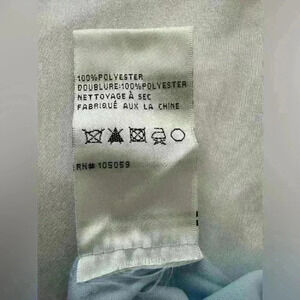 100%POLYESTER
DOUBLURE:100%POLYESTER
NETTOYAGE À SEC
FABRIQUÉ AUX LA CHINE
RN# 105059